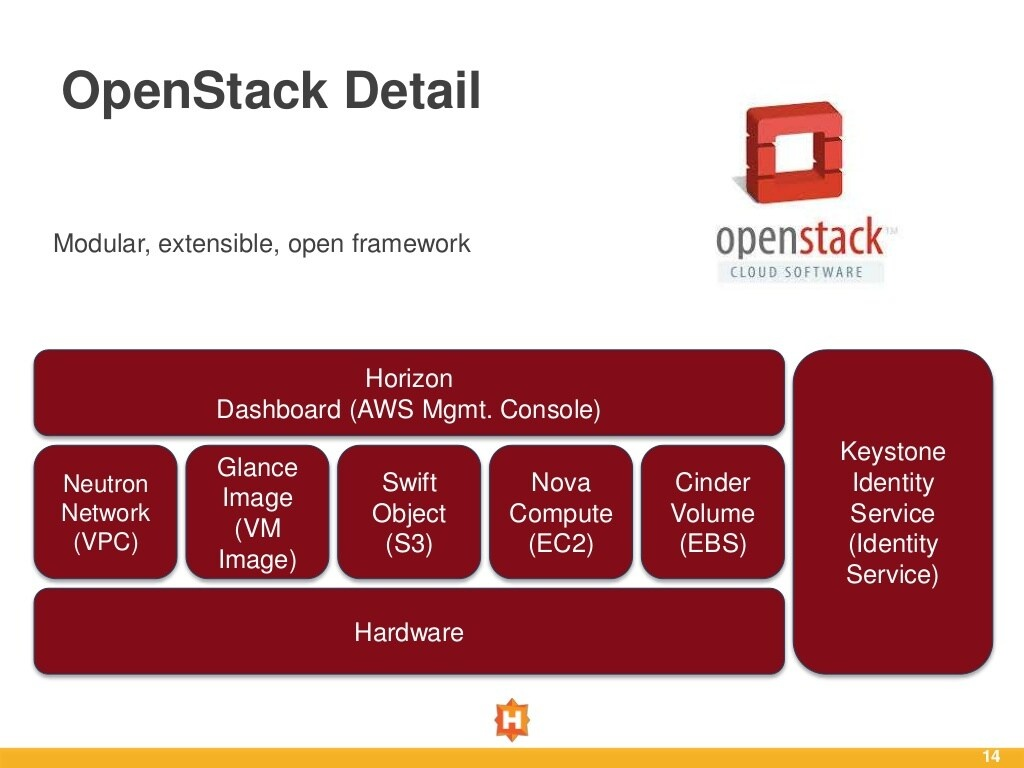 OpenStack Detail
openstack™
CLOUD SOFTWARE
Modular, extensible, open framework
Horizon
Dashboard (AWS Mgmt. Console)
Neutron
Network
(VPC)
Glance
Image
(VM
Image)
Swift
Object
(S3)
Nova
Compute
(EC2)
Cinder
Volume
(EBS)
Keystone
Identity
Service
(Identity
Service)
Hardware
H
14